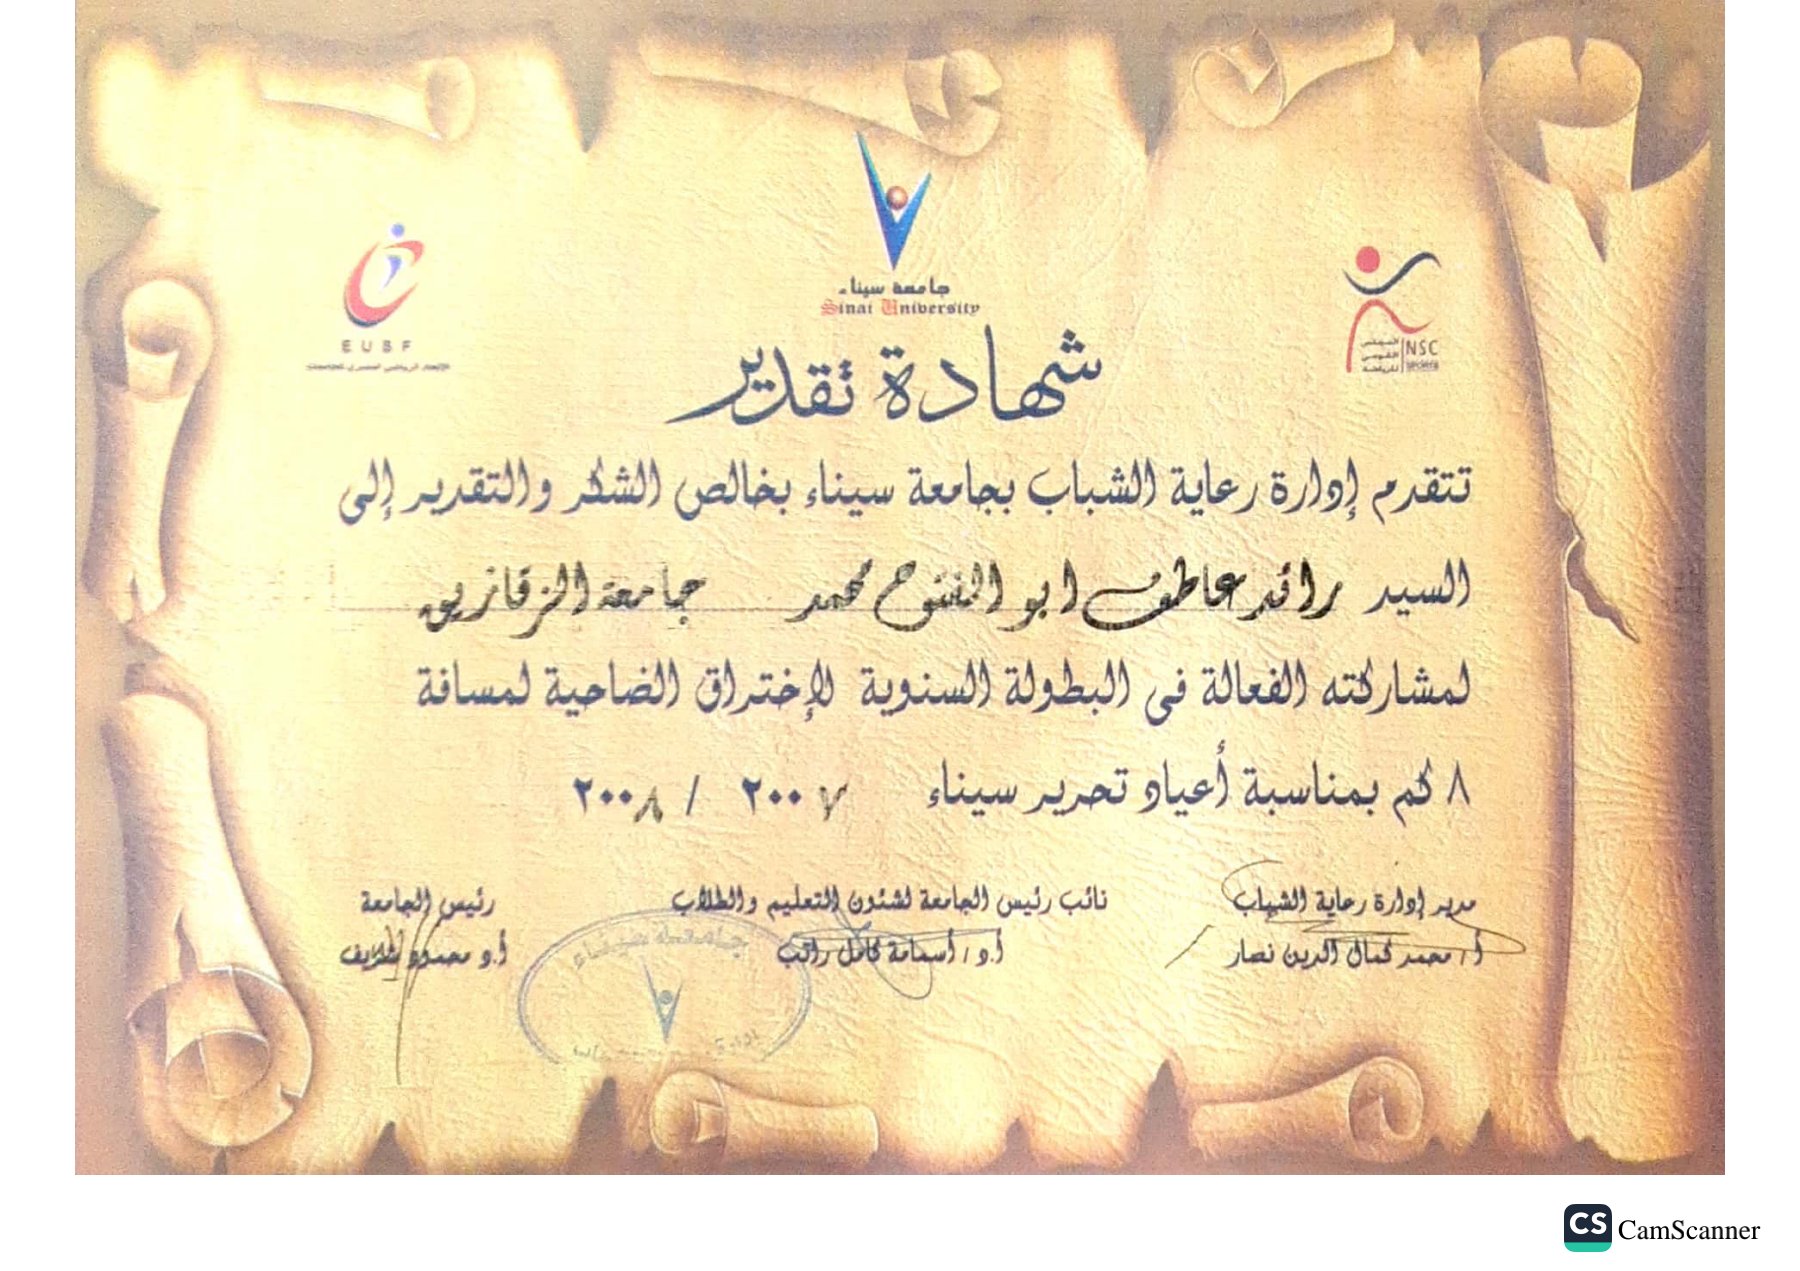 جامعة سيناء
Sinai University
EUSF
الاتحاد الرياضي المصري للجامعات
المجلس
القومي
للرياضة
NSC
sports
شهادة تقدير
تتقدم إدارة رعاية الشباب بجامعة سيناء بخالص الشكر والتقدير إلى
السيد رائد عاطف ابو الفتوح محمد جامعة الزقازيق
لمشاركته الفعالة فى البطولة السنوية لإختراق الضاحية لمسافة
٨ كم بمناسبة أعياد تحرير سيناء ٢٠٠٧ / ٢٠٠٨
مدير إدارة رعاية الشباب
أ / محمد كمال الدين نصار
نائب رئيس الجامعة لشئون التعليم والطلاب
أ.د / أسامة كامل راتب
رئيس الجامعة
أ.د محمود شريف
جامعة سيناء
CS CamScanner